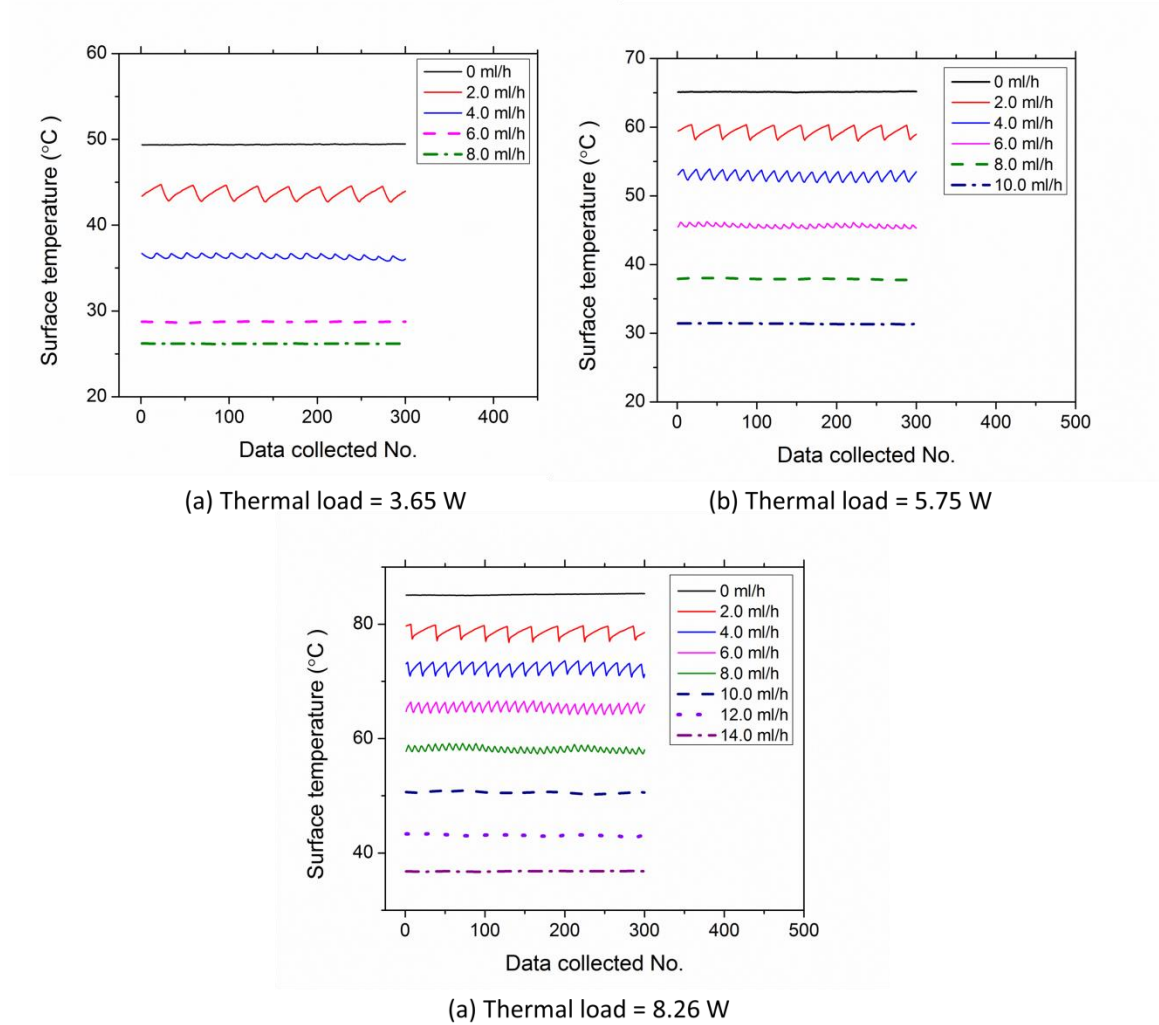 60
50
40
30
20
0
100
200
300
400
Surface temperature (°C )
Data collected No.
0 ml/h
2.0 ml/h
4.0 ml/h
6.0 ml/h
8.0 ml/h
(a) Thermal load = 3.65 W
70
60
50
40
30
20
0
100
200
300
400
500
Surface temperature (°C )
Data collected No.
0 ml/h
2.0 ml/h
4.0 ml/h
6.0 ml/h
8.0 ml/h
10.0 ml/h
(b) Thermal load = 5.75 W
80
60
40
0
100
200
300
400
500
Surface temperature (°C )
Data collected No.
0 ml/h
2.0 ml/h
4.0 ml/h
6.0 ml/h
8.0 ml/h
10.0 ml/h
12.0 ml/h
14.0 ml/h
(a) Thermal load = 8.26 W